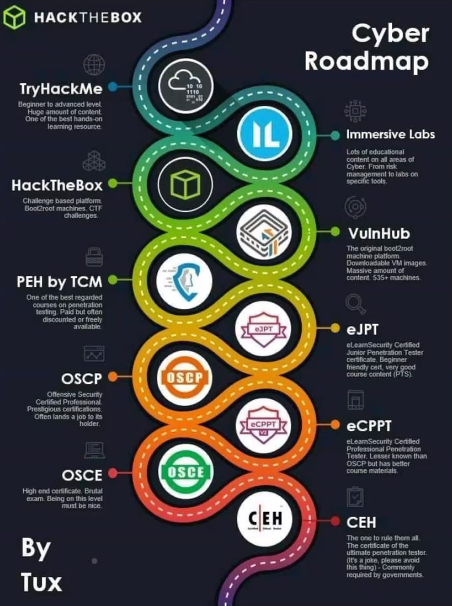 HACKTHEBOX
Cyber
Roadmap
TryHackMe
Beginner to advanced level.
Huge amount of content.
One of the best hands-on
learning resource.
10 10
1110
IL
Immersive Labs
Lots of educational
content on all areas of
Cyber. From risk
management to labs on
specific tools.
HackTheBox
Challenge based platform.
Boot2root machines. CTF
challenges.
VulnHub
The original boot2root
machine platform.
Downloadable VM images.
Massive amount of
content. 535+ machines.
PEH by TCM
One of the best regarded
courses on penetration
testing. Paid but often
discounted or freely
available.
eJPT
eJPT
eLearnSecurity Certified
Junior Penetration Tester
certificate. Beginner
friendly cert, very good
course content (PTS).
OSCP
Offensive Security
Certified Professional.
Prestigious certifications.
Often lands a job to its
holder.
OSCP
eCPPT
eCPPT
eLearnSecurity Certified
Professional Penetration
Tester. Lesser known than
OSCP but has better
course materials.
OSCE
High end certificate. Brutal
exam. Being on this level
must be nice.
OSCE
CEH
CEH
The one to rule them all.
The certificate of the
ultimate penetration tester.
(It's a joke, please avoid
this thing) - Commonly
required by governments.
By
Tux